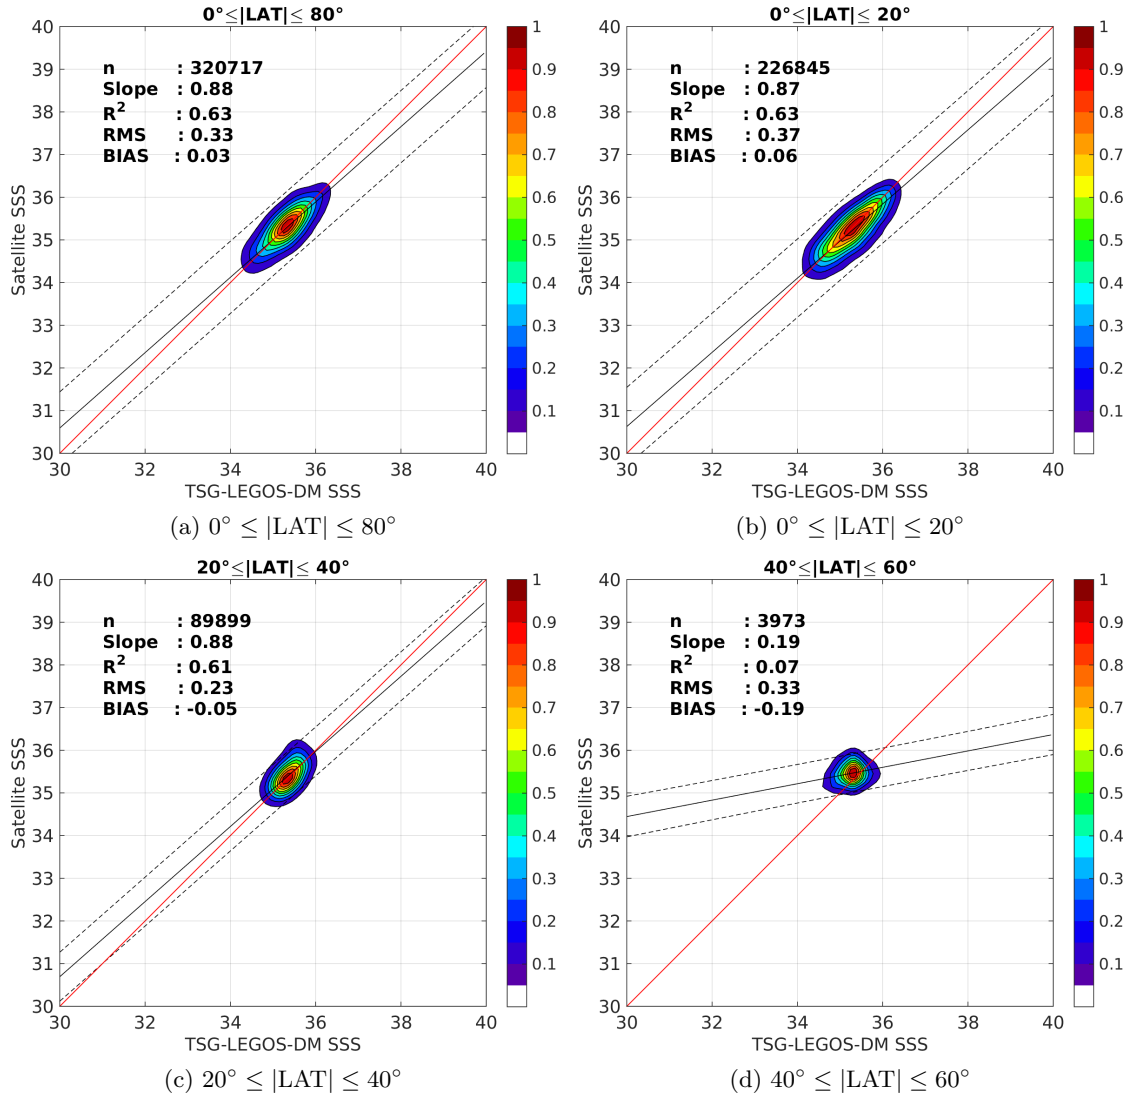 0°≤|LAT|≤ 80°
n : 320717
Slope : 0.88
R² : 0.63
RMS : 0.33
BIAS : 0.03
40
39
38
37
36
35
34
33
32
31
30
30 32 34 36 38 40
Satellite SSS
TSG-LEGOS-DM SSS
1
0.9
0.8
0.7
0.6
0.5
0.4
0.3
0.2
0.1
(a) 0° ≤ |LAT| ≤ 80°
0°≤|LAT|≤ 20°
n : 226845
Slope : 0.87
R² : 0.63
RMS : 0.37
BIAS : 0.06
40
39
38
37
36
35
34
33
32
31
30
30 32 34 36 38 40
Satellite SSS
TSG-LEGOS-DM SSS
1
0.9
0.8
0.7
0.6
0.5
0.4
0.3
0.2
0.1
(b) 0° ≤ |LAT| ≤ 20°
20°≤|LAT|≤ 40°
n : 89899
Slope : 0.88
R² : 0.61
RMS : 0.23
BIAS : -0.05
40
39
38
37
36
35
34
33
32
31
30
30 32 34 36 38 40
Satellite SSS
TSG-LEGOS-DM SSS
1
0.9
0.8
0.7
0.6
0.5
0.4
0.3
0.2
0.1
(c) 20° ≤ |LAT| ≤ 40°
40°≤|LAT|≤ 60°
n : 3973
Slope : 0.19
R² : 0.07
RMS : 0.33
BIAS : -0.19
40
39
38
37
36
35
34
33
32
31
30
30 32 34 36 38 40
Satellite SSS
TSG-LEGOS-DM SSS
1
0.9
0.8
0.7
0.6
0.5
0.4
0.3
0.2
0.1
(d) 40° ≤ |LAT| ≤ 60°